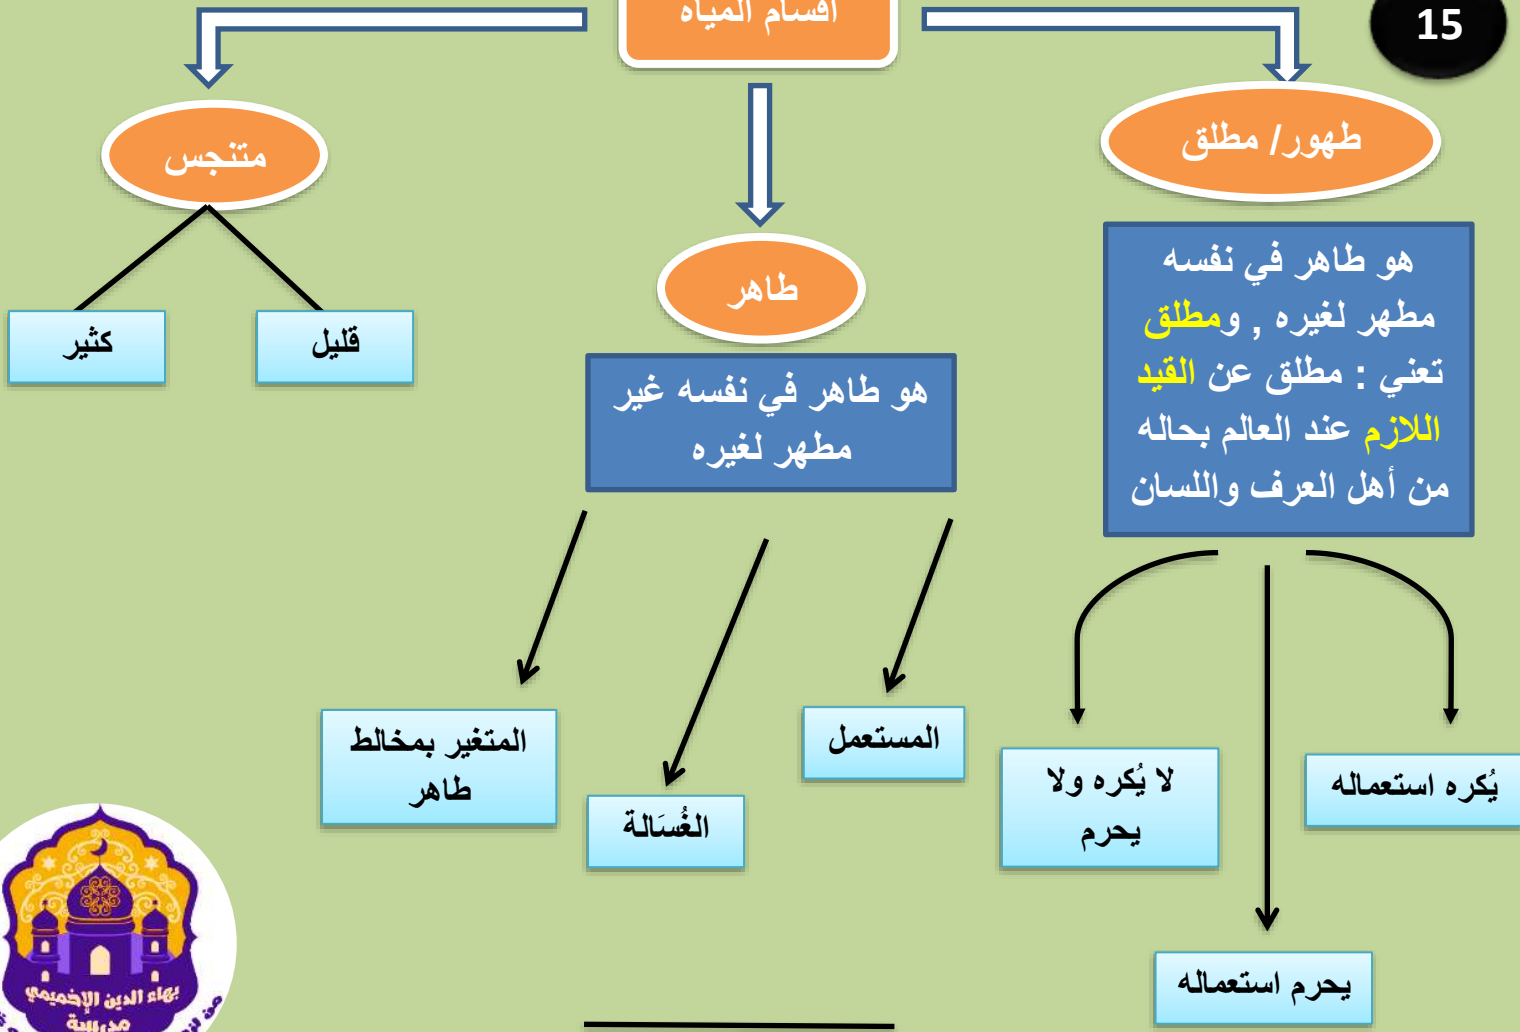 15
أقسام المياه
طهور/ مطلق
هو طاهر في نفسه
مطهر لغيره , ومطلق
تعني : مطلق عن القيد
اللازم عند العالم بحاله
من أهل العرف واللسان
يُكره استعماله
يحرم استعماله
لا يُكره ولا
يحرم
طاهر
هو طاهر في نفسه غير
مطهر لغيره
المستعمل
الغُسَالة
المتغير بمخالط
طاهر
متنجس
قليل
كثير
بهاء الدين الإخميمي
مدرسة